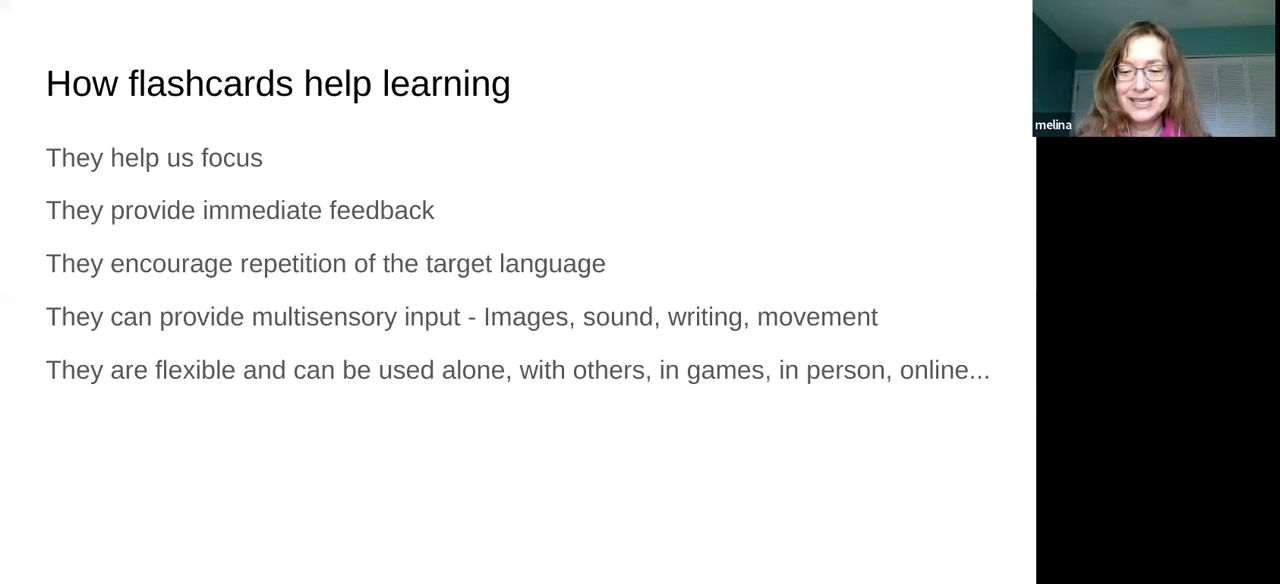 How flashcards help learning
They help us focus
They provide immediate feedback
They encourage repetition of the target language
They can provide multisensory input - Images, sound, writing, movement
They are flexible and can be used alone, with others, in games, in person, online...
melina